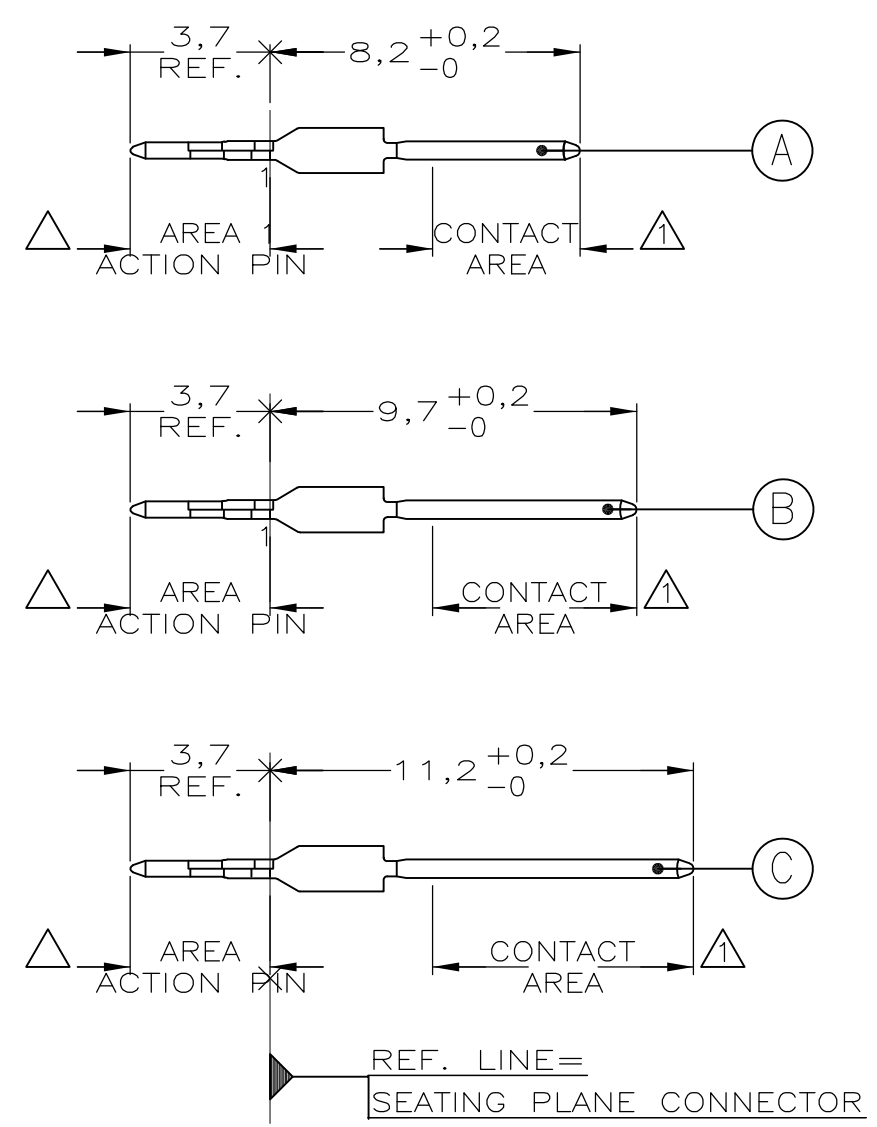 3,7 8,2 +0,2
REF. -0
A
1
AREA 1 CONTACT 1
ACTION PIN AREA
3,7 9,7 +0,2
REF. -0
B
1
AREA CONTACT 1
ACTION PIN AREA
3,7 11,2 +0,2
REF. -0
C
AREA CONTACT 1
ACTION PIN AREA
REF. LINE=
SEATING PLANE CONNECTOR